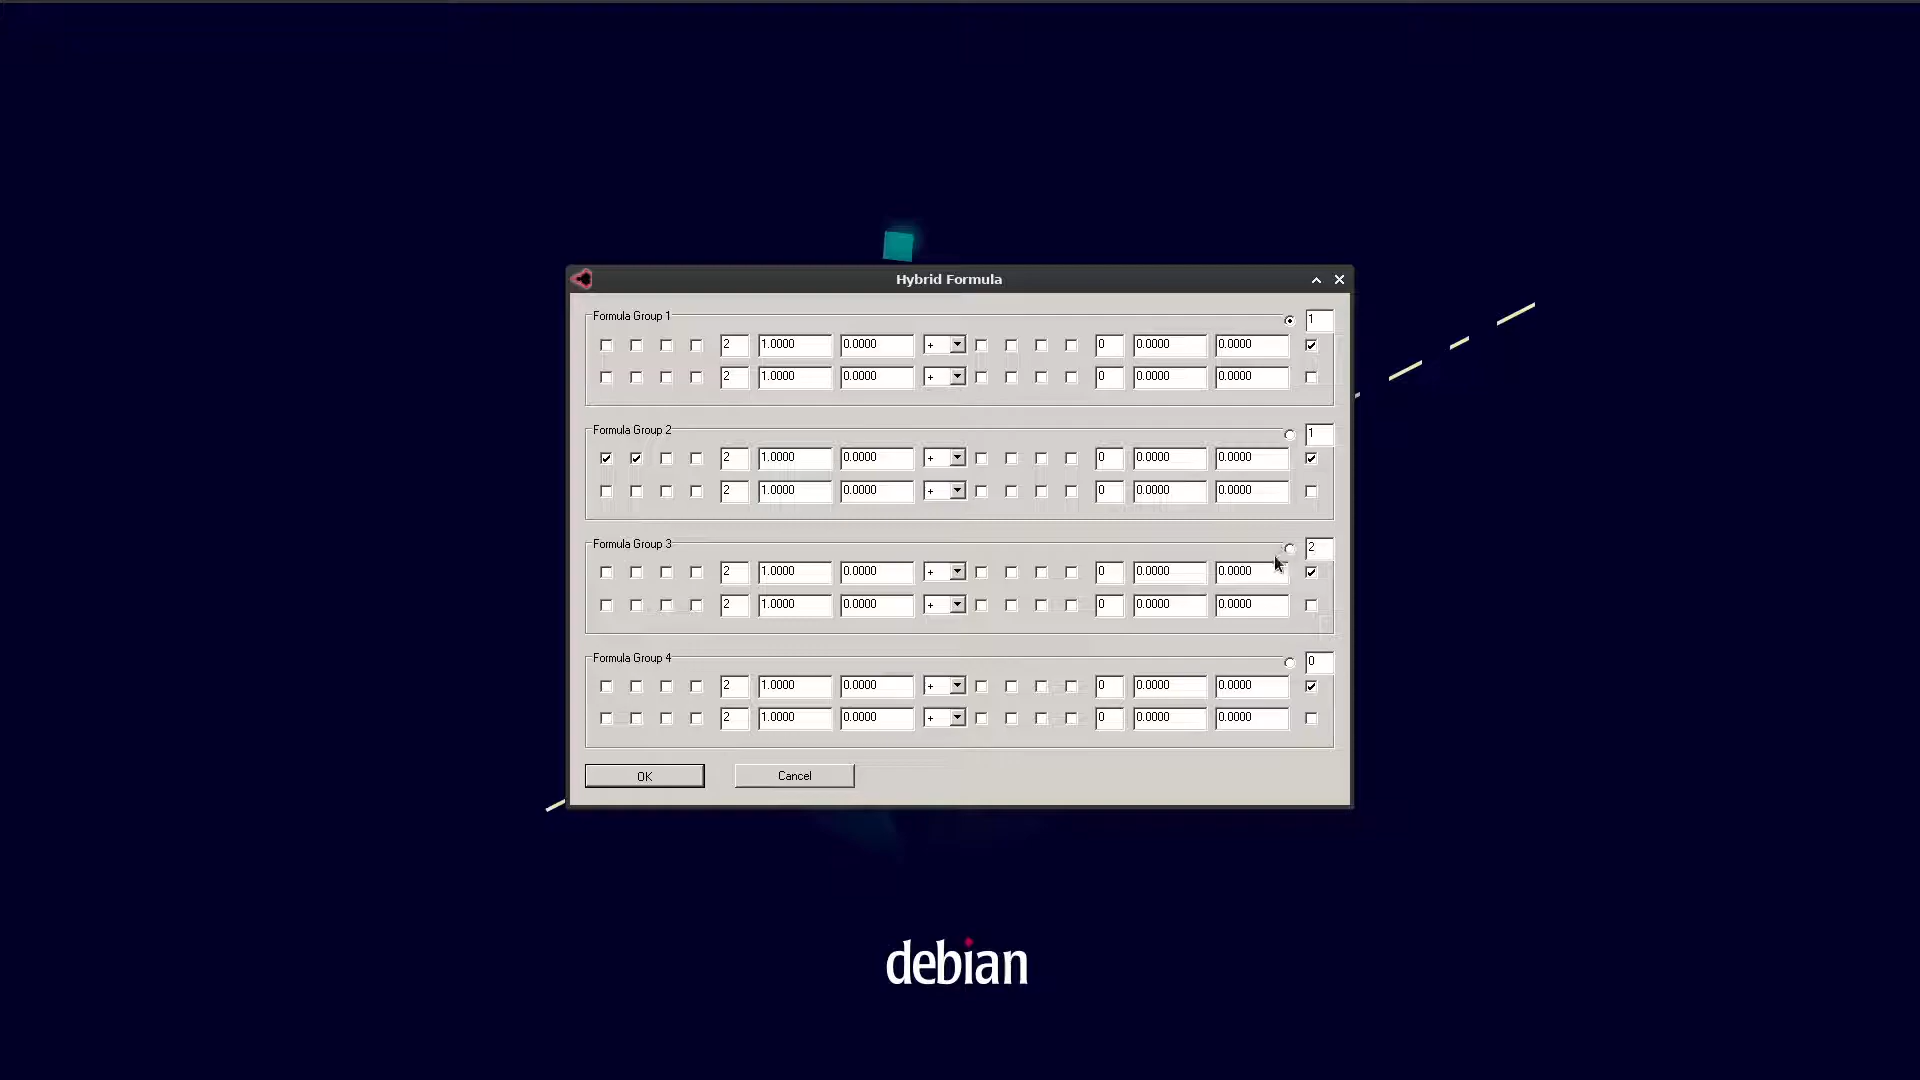 Hybrid Formula
Formula Group 1 1
2 1.0000 0.0000 + 0 0.0000 0.0000
2 1.0000 0.0000 + 0 0.0000 0.0000
Formula Group 2 1
2 1.0000 0.0000 + 0 0.0000 0.0000
2 1.0000 0.0000 + 0 0.0000 0.0000
Formula Group 3 2
2 1.0000 0.0000 + 0 0.0000 0.0000
2 1.0000 0.0000 + 0 0.0000 0.0000
Formula Group 4 0
2 1.0000 0.0000 + 0 0.0000 0.0000
2 1.0000 0.0000 + 0 0.0000 0.0000
OK Cancel
debian